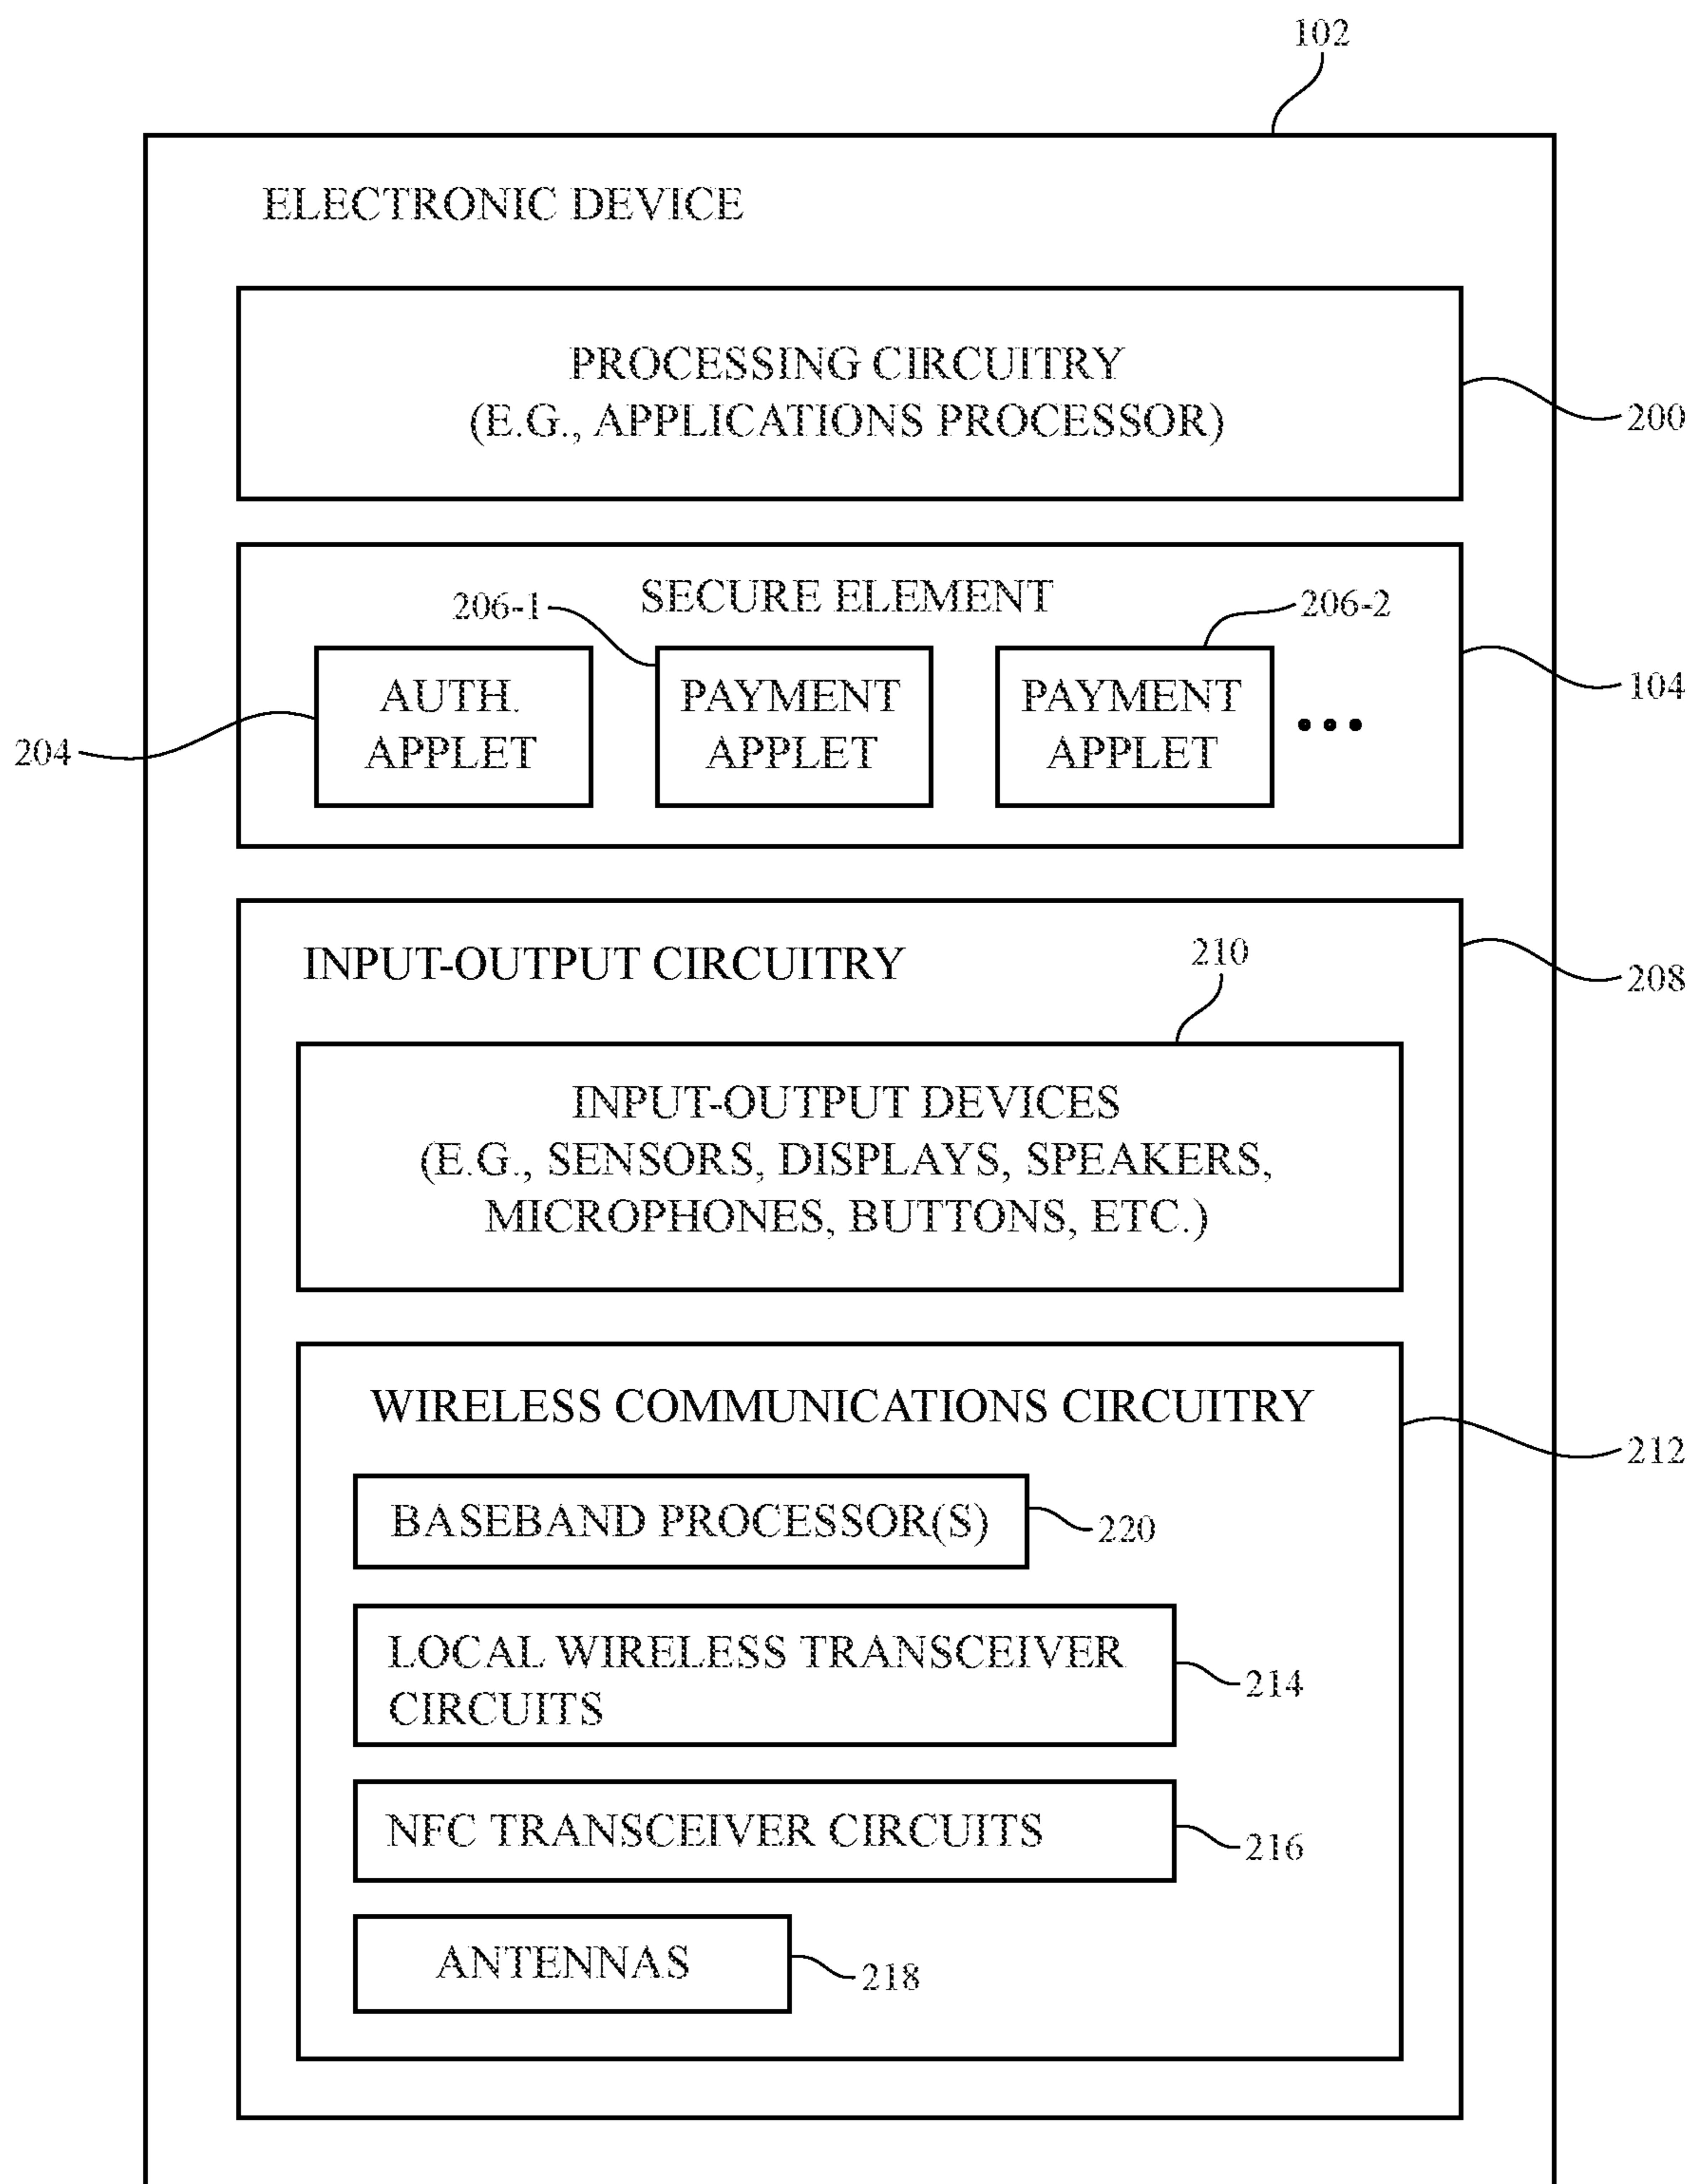 102
ELECTRONIC DEVICE
PROCESSING CIRCUITRY
(E.G., APPLICATIONS PROCESSOR)
200
SECURE ELEMENT
206-1
206-2
AUTH.
APPLET
PAYMENT
APPLET
PAYMENT
APPLET
...
104
204
INPUT-OUTPUT CIRCUITRY
210
208
INPUT-OUTPUT DEVICES
(E.G., SENSORS, DISPLAYS, SPEAKERS,
MICROPHONES, BUTTONS, ETC.)
WIRELESS COMMUNICATIONS CIRCUITRY
212
BASEBAND PROCESSOR(S)
220
LOCAL WIRELESS TRANSCEIVER
CIRCUITS
214
NFC TRANSCEIVER CIRCUITS
216
ANTENNAS
218